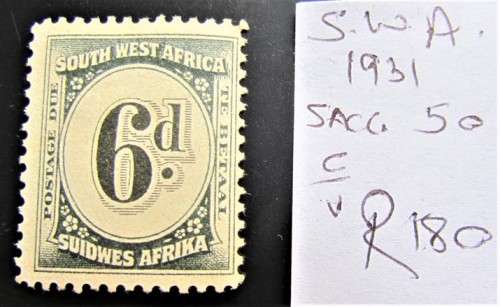 SOUTH WEST AFRICA
POSTAGE DUE
6d.
TE BETAAL
SUIDWES AFRIKA
S.W.A.
1931
SACC. 50
C
v
R180